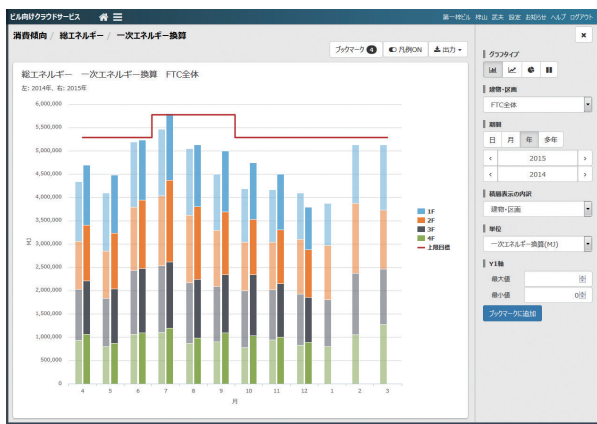 ビル向けクラウドサービス
第一種ビル 神山 武夫 設定 お知らせ ヘルプ ログアウト
消費傾向 / 総エネルギー / 一次エネルギー換算
ブックマーク 4 凡例ON 出力
総エネルギー 一次エネルギー換算 FTC全体
左: 2014年、右: 2015年
6,000,000
5,500,000
5,000,000
4,500,000
4,000,000
3,500,000
3,000,000
2,500,000
2,000,000
1,500,000
1,000,000
500,000
0
MJ
4 5 6 7 8 9 10 11 12 1 2 3
月
1F
2F
3F
4F
上限目標
グラフタイプ
建物・区画
FTC全体
期間
日 月 年 多年
< 2015 >
< 2014 >
積層表示の内訳
建物・区画
単位
一次エネルギー換算(MJ)
Y1軸
最大値
最小値 0
ブックマークに追加